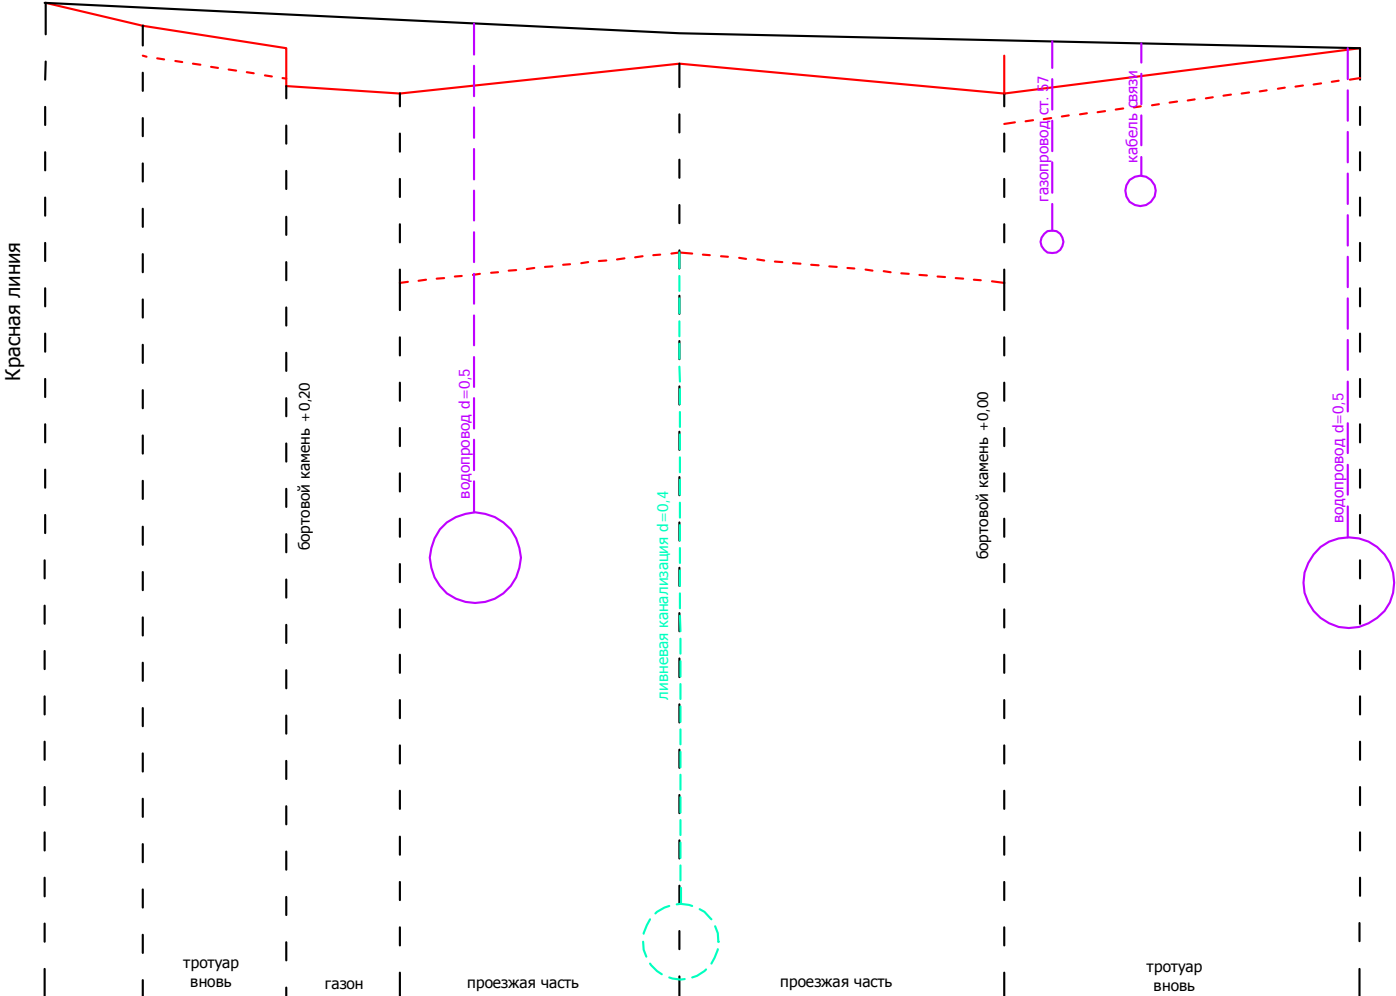 Красная линия
бортовой камень +0,20
водопровод d=0,5
ливневая канализация d=0,4
бортовой камень +0,00
газопровод ст. 57
кабель связи
водопровод d=0,5
тротуар
вновь
газон
проезжая часть
проезжая часть
тротуар
вновь